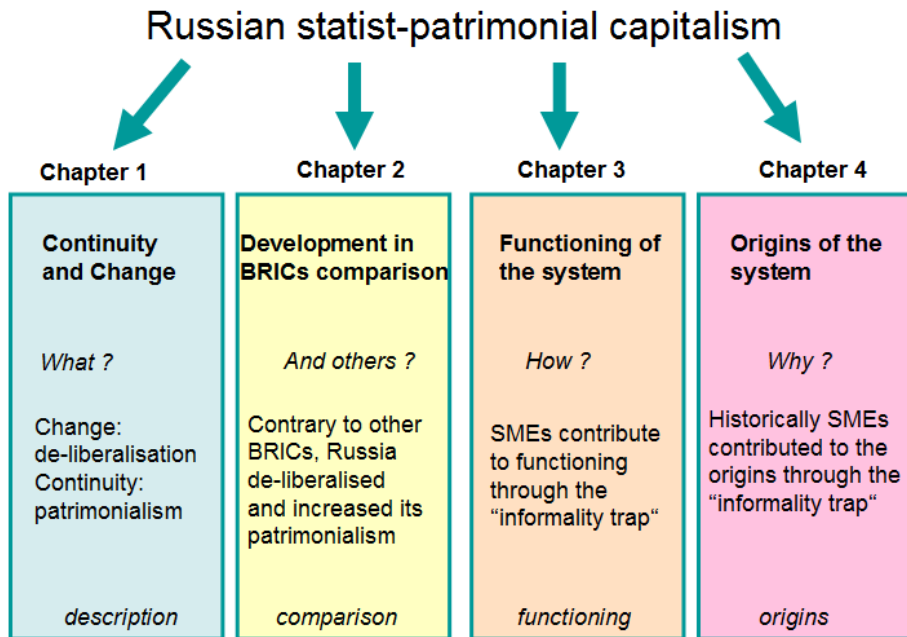 Russian statist-patrimonial capitalism
Chapter 1
Continuity
and Change
What ?
Change:
de-liberalisation
Continuity:
patrimonialism
description
Chapter 2
Development in
BRICs comparison
And others ?
Contrary to other
BRICs, Russia
de-liberalised
and increased its
patrimonialism
comparison
Chapter 3
Functioning of
the system
How ?
SMEs contribute
to functioning
through the
“informality trap“
functioning
Chapter 4
Origins of the
system
Why ?
Historically SMEs
contributed to the
origins through the
“informality trap“
origins